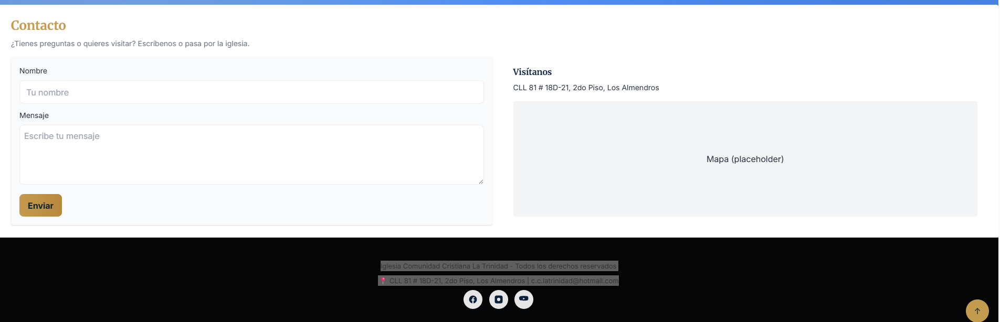 Contacto
¿Tienes preguntas o quieres visitar? Escríbenos o pasa por la iglesia.
Nombre
Tu nombre
Mensaje
Escribe tu mensaje
Enviar
Visítanos
CLL 81 # 18D-21, 2do Piso, Los Almendros
Mapa (placeholder)
Iglesia Comunidad Cristiana La Trinidad - Todos los derechos reservados
📍 CLL 81 # 18D-21, 2do Piso, Los Almendros | c.c.latrinidad@hotmail.com